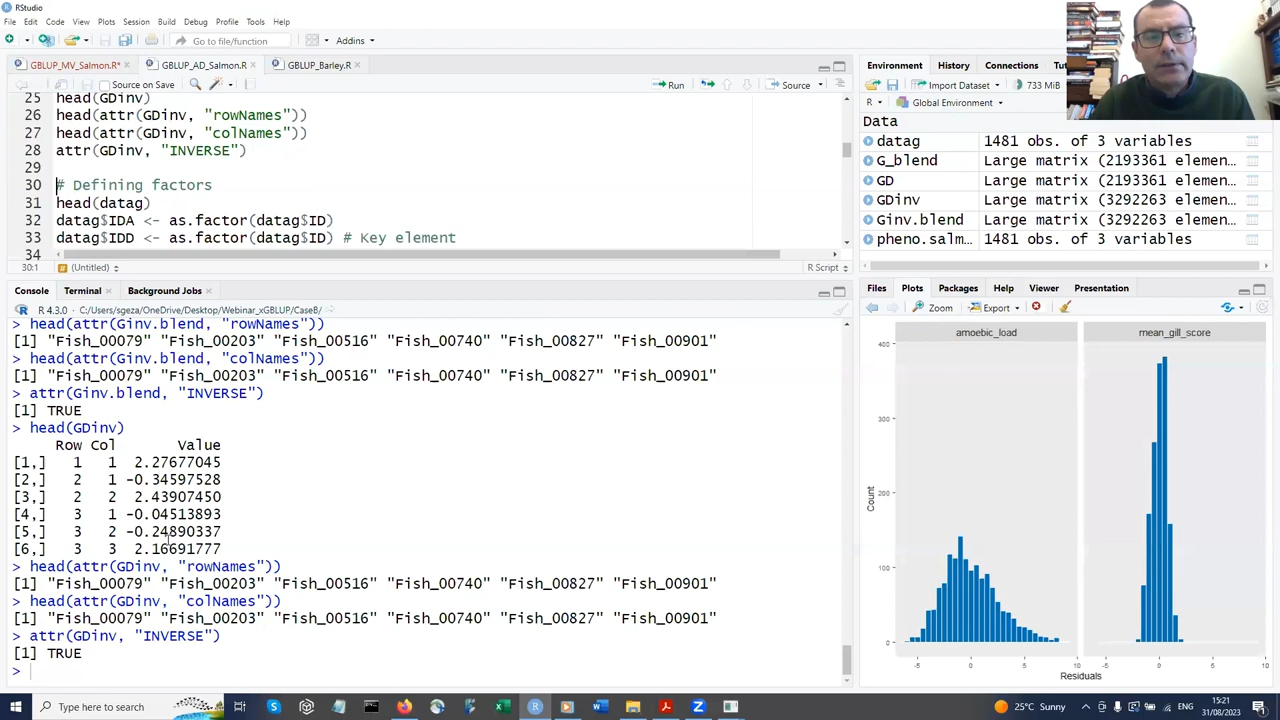 RStudio
File Edit Code View Plots Session Build Debug Profile Tools Help
Go to file/function Addins
GBLUP_MV_Salmon.R* GBLUP_Barley.R
Source on Save Run Source
25 head(GDinv)
26 head(attr(GDinv, "rowNames"))
27 head(attr(GDinv, "colNames"))
28 attr(GDinv, "INVERSE")
29
30 # Defining factors
31 head(datag)
32 datag$IDA <- as.factor(datag$ID)
33 datag$IDD <- as.factor(datag$ID) # Key element
34
30:1 (Untitled) R Script
Console Terminal Background Jobs
R 4.3.0 · C:/Users/sgeza/OneDrive/Desktop/Webinar_xGBLUP/CaseB/
> head(attr(Ginv.blend, "rowNames"))
[1] "Fish_00079" "Fish_00203" "Fish_00516" "Fish_00740" "Fish_00827" "Fish_00901"
> head(attr(Ginv.blend, "colNames"))
[1] "Fish_00079" "Fish_00203" "Fish_00516" "Fish_00740" "Fish_00827" "Fish_00901"
> attr(Ginv.blend, "INVERSE")
[1] TRUE
> head(GDinv)
Row Col Value
[1,] 1 1 2.27677045
[2,] 2 1 -0.34597528
[3,] 2 2 2.43907450
[4,] 3 1 -0.04313893
[5,] 3 2 -0.24890337
[6,] 3 3 2.16691777
> head(attr(GDinv, "rowNames"))
[1] "Fish_00079" "Fish_00203" "Fish_00516" "Fish_00740" "Fish_00827" "Fish_00901"
> head(attr(GDinv, "colNames"))
[1] "Fish_00079" "Fish_00203" "Fish_00516" "Fish_00740" "Fish_00827" "Fish_00901"
> attr(GDinv, "INVERSE")
[1] TRUE
>
Environment History Connections
Import Dataset 733 MiB
R Global Environment
Data
datag 1481 obs. of 3 variables
G_blend Large matrix (2193361 elemen...
GD Large matrix (2193361 elemen...
GDinv Large matrix (3292263 elemen...
Ginv.blend Large matrix (3292263 elemen...
pheno.salm... 1481 obs. of 3 variables
Files Plots Packages Help Viewer Presentation
Zoom Export
amoebic_load mean_gill_score
400
300
200
100
0
Count
-5 0 5 10 -5 0 5 10
Residuals
Type here to search
25°C Sunny
15:21
31/08/2023